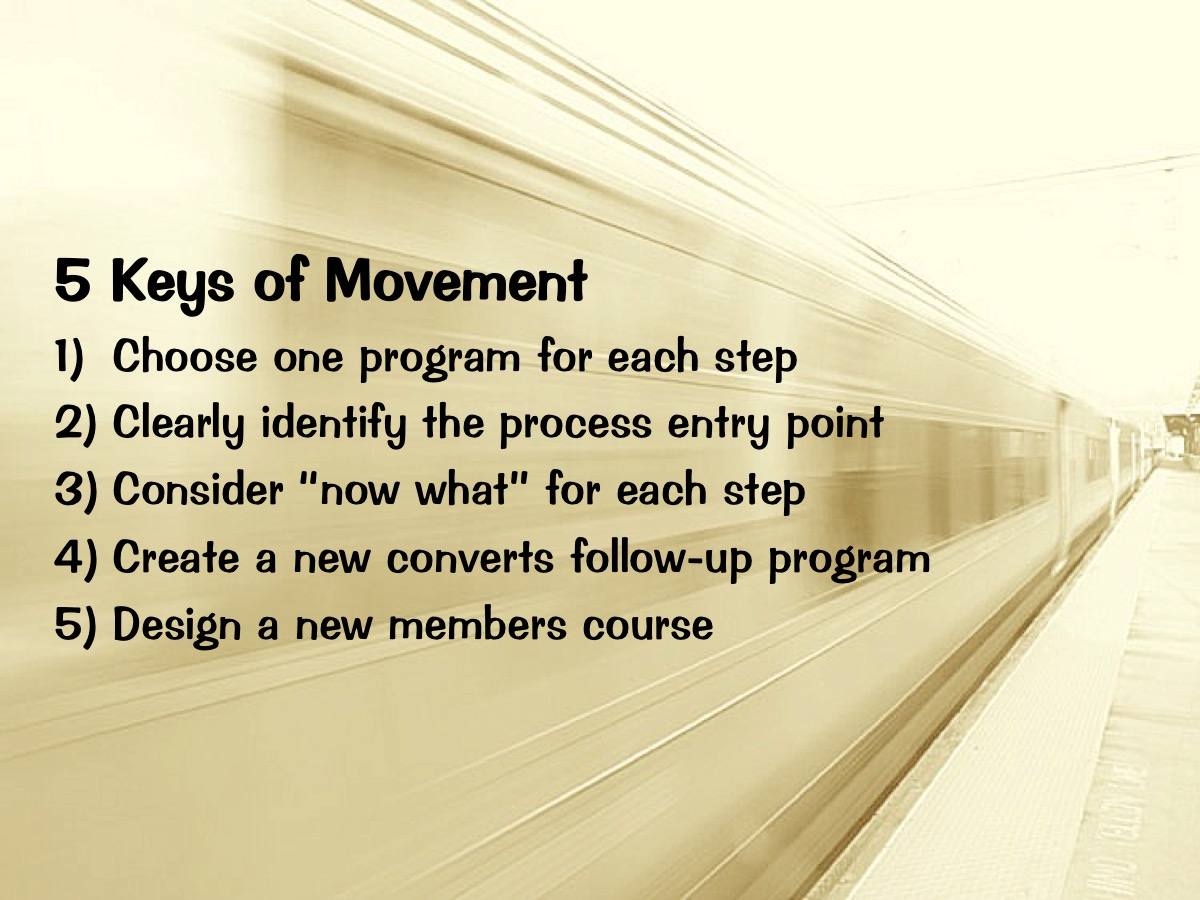 5 Keys of Movement
1) Choose one program for each step
2) Clearly identify the process entry point
3) Consider "now what" for each step
4) Create a new converts follow-up program
5) Design a new members course